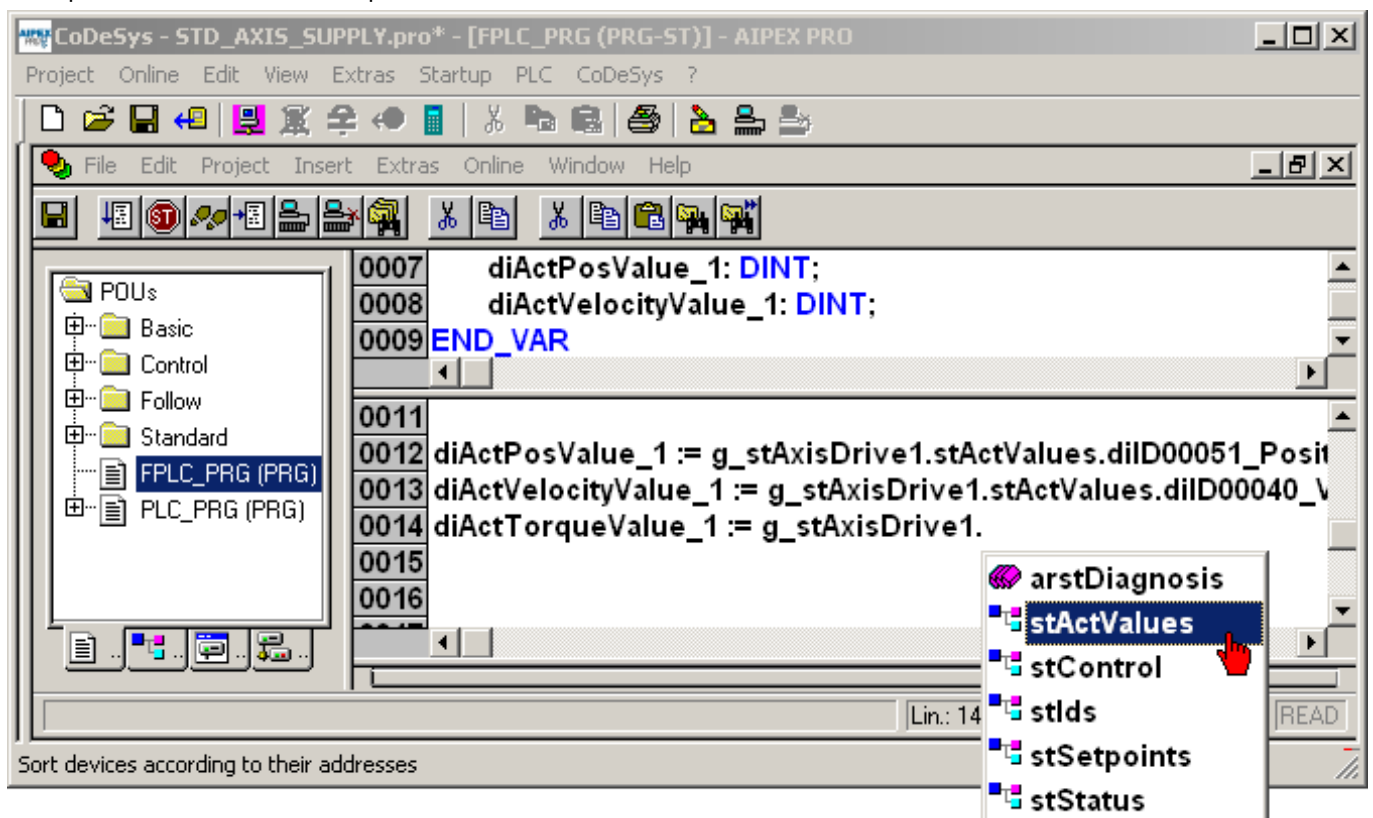 CoDeSys - STD_AXIS_SUPPLY.pro* - [FPLC_PRG (PRG-ST)] - AIPEX PRO
Project Online Edit View Extras Startup PLC CoDeSys ?
File Edit Project Insert Extras Online Window Help
ST
POUs
Basic
Control
Follow
Standard
FPLC_PRG (PRG)
PLC_PRG (PRG)
0007 diActPosValue_1: DINT;
0008 diActVelocityValue_1: DINT;
0009 END_VAR
0011
0012 diActPosValue_1 := g_stAxisDrive1.stActValues.diID00051_Posit
0013 diActVelocityValue_1 := g_stAxisDrive1.stActValues.diID00040_V
0014 diActTorqueValue_1 := g_stAxisDrive1.
0015
0016
arstDiagnosis
stActValues
stControl
stIds
stSetpoints
stStatus
Lin.: 14
READ
Sort devices according to their addresses